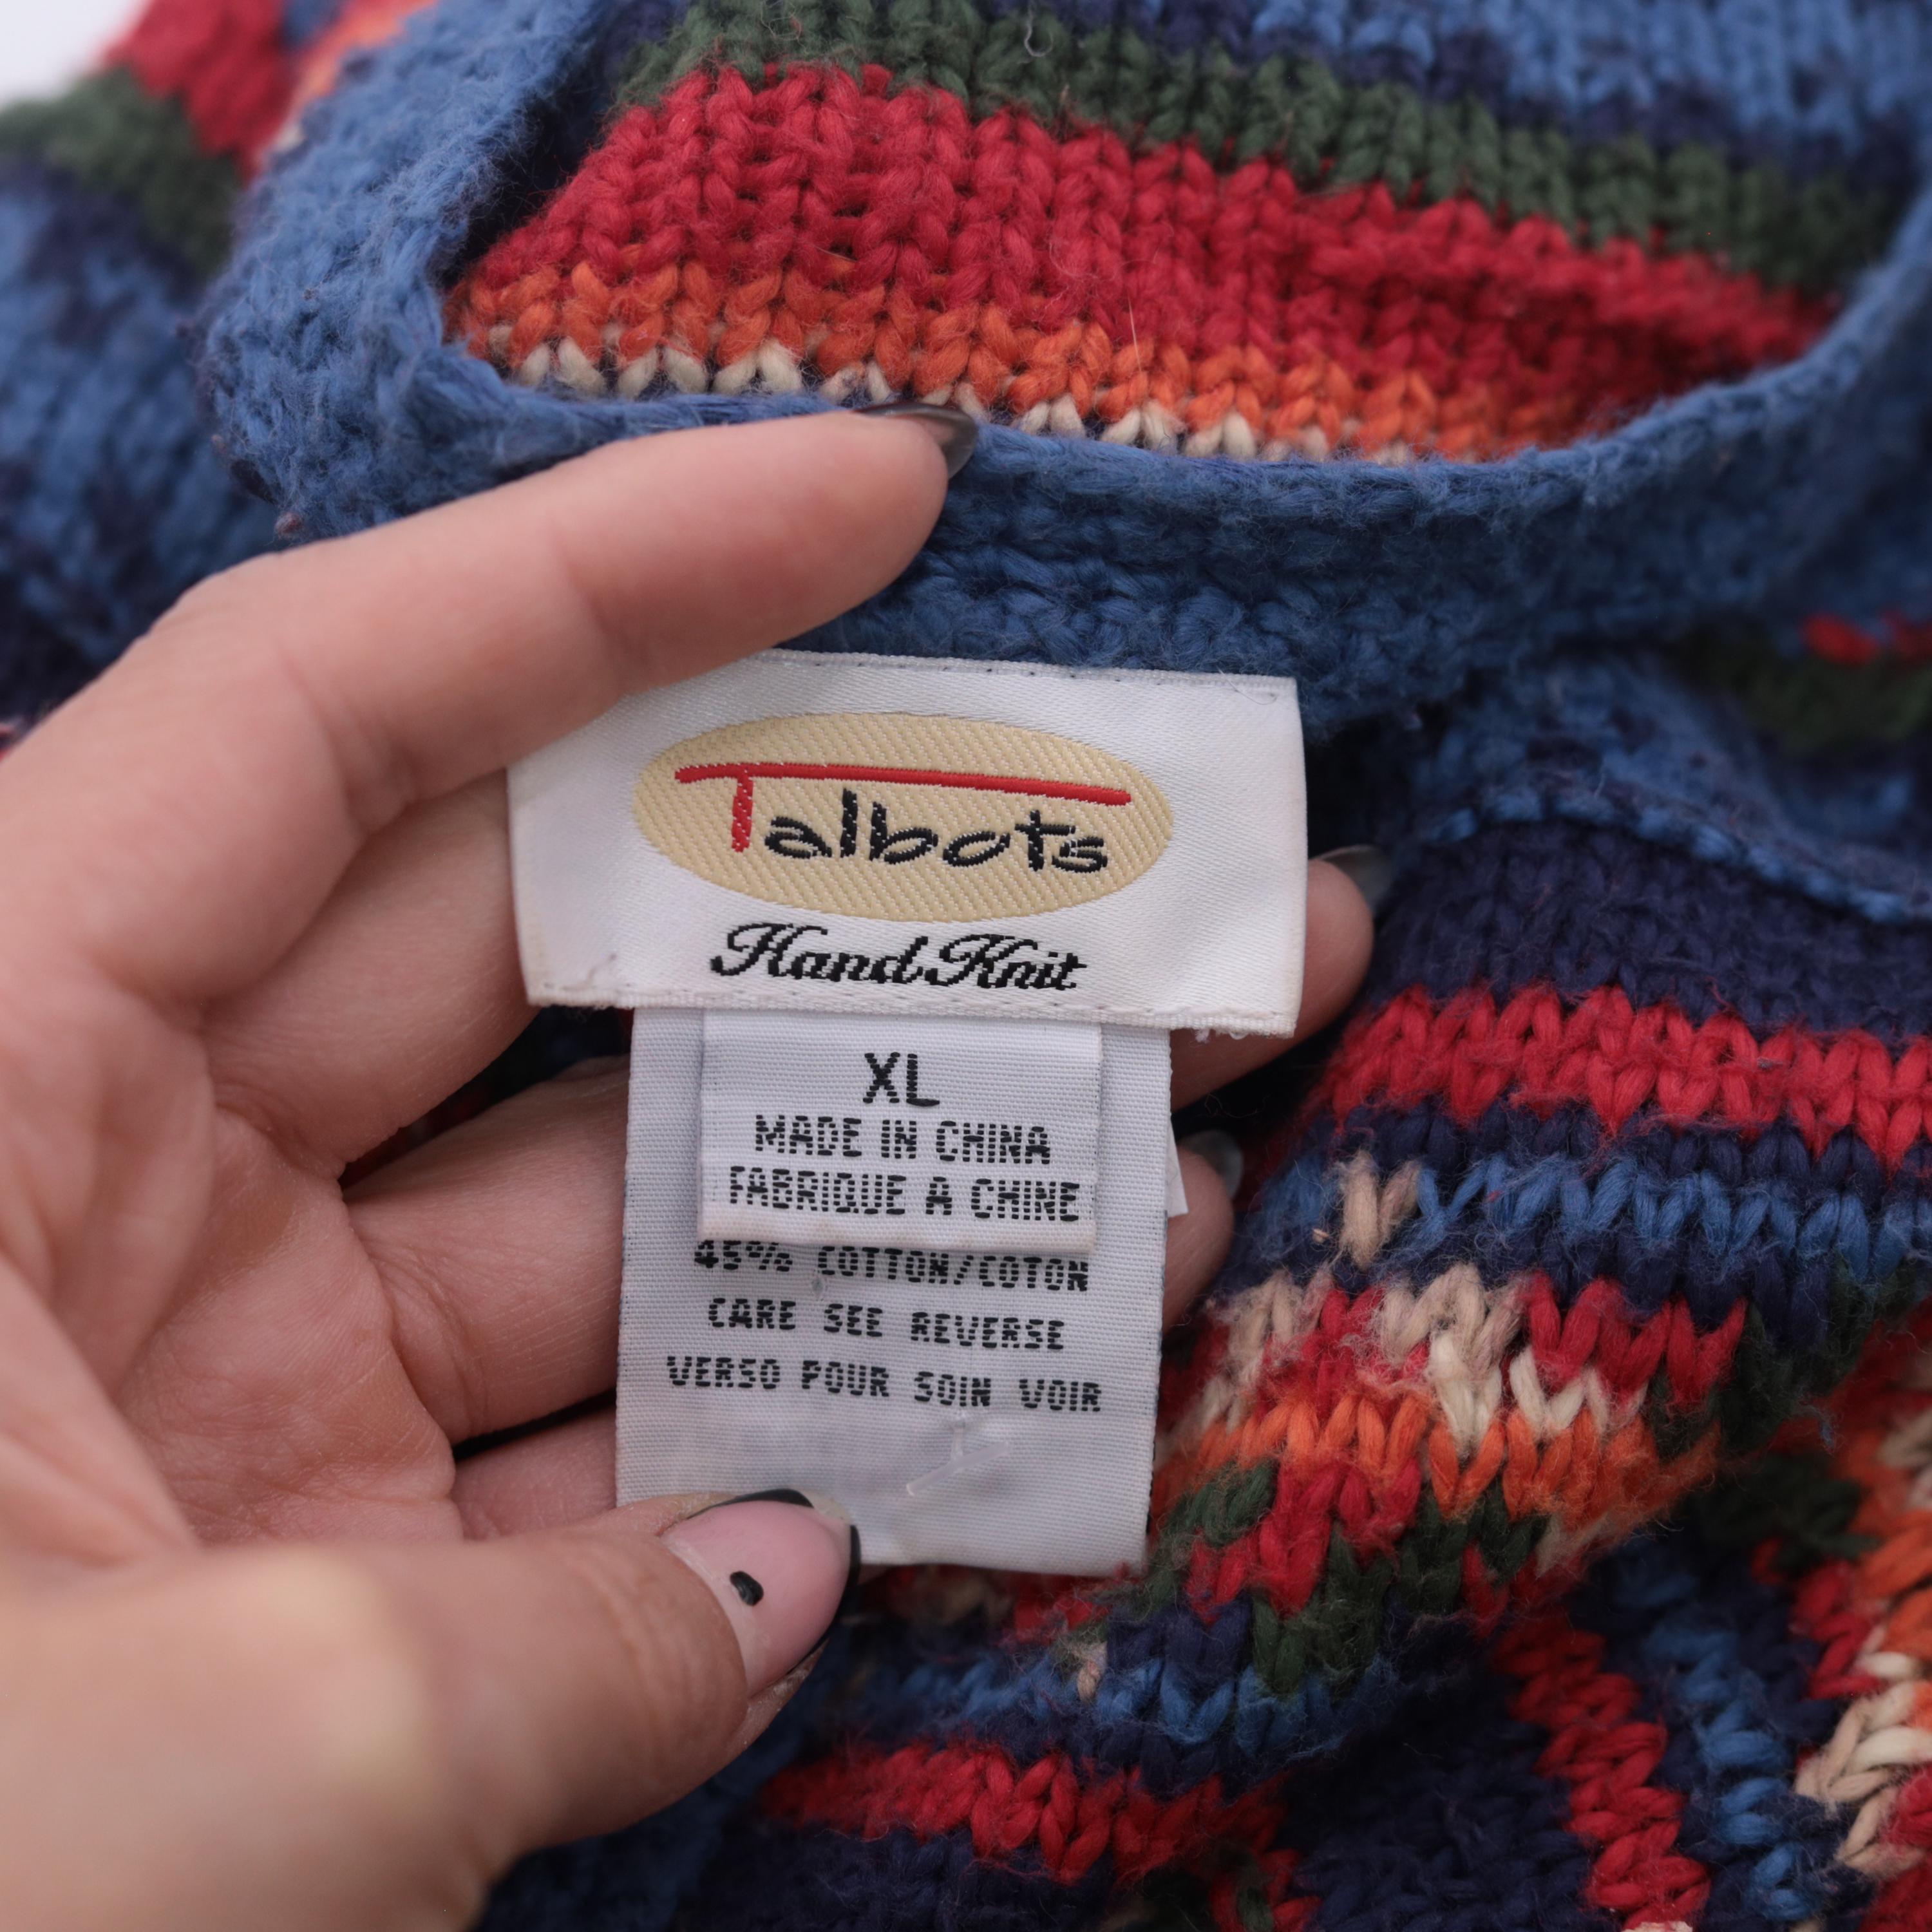 Talbots
Hand Knit
XL
MADE IN CHINA
FABRIQUE A CHINE
45% COTTON/COTON
CARE SEE REVERSE
VERSO POUR SOIN VOIR